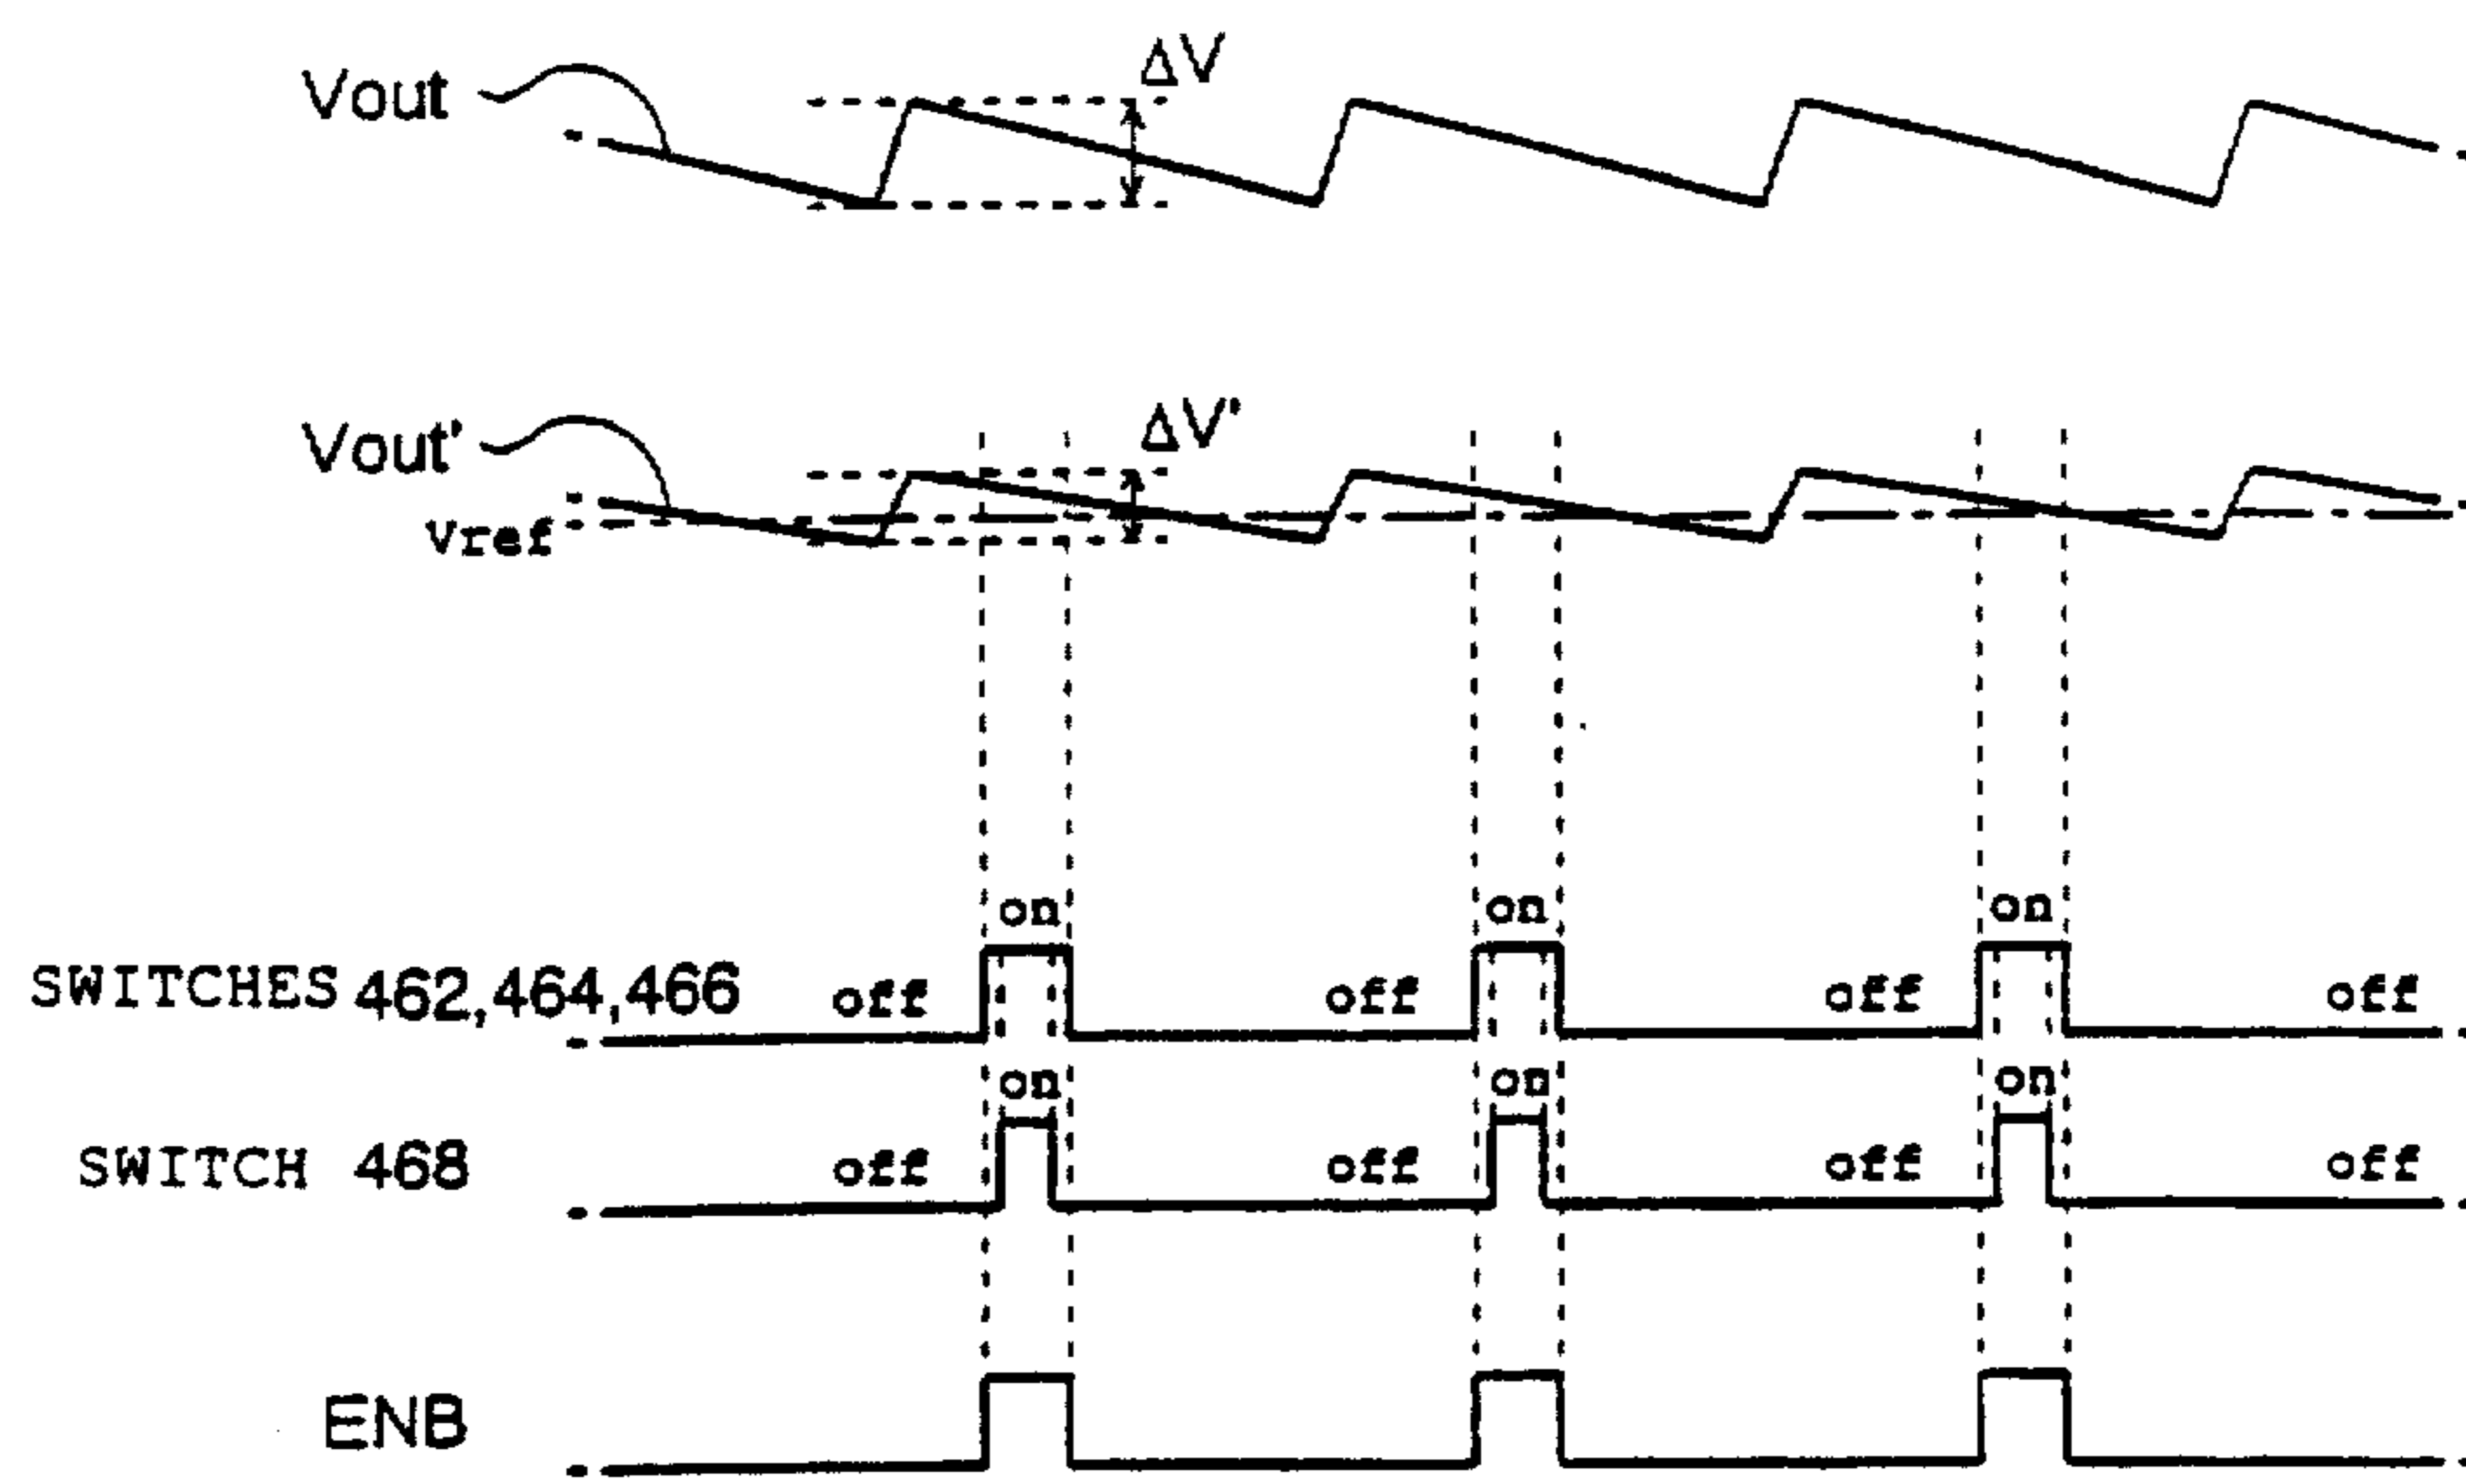 ΔV
Vout
ΔV'
Vout'
Vref
on on on
SWITCHES 462,464,466 off off off off
on on on
SWITCH 468 off off off off
ENB